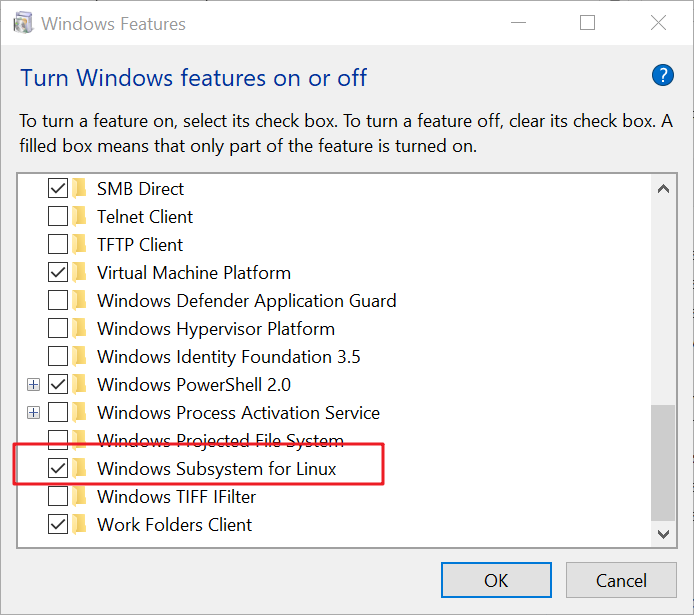 Windows Features
Turn Windows features on or off
?
To turn a feature on, select its check box. To turn a feature off, clear its check box. A
filled box means that only part of the feature is turned on.
SMB Direct
Telnet Client
TFTP Client
Virtual Machine Platform
Windows Defender Application Guard
Windows Hypervisor Platform
Windows Identity Foundation 3.5
Windows PowerShell 2.0
Windows Process Activation Service
Windows Projected File System
Windows Subsystem for Linux
Windows TIFF IFilter
Work Folders Client
OK
Cancel